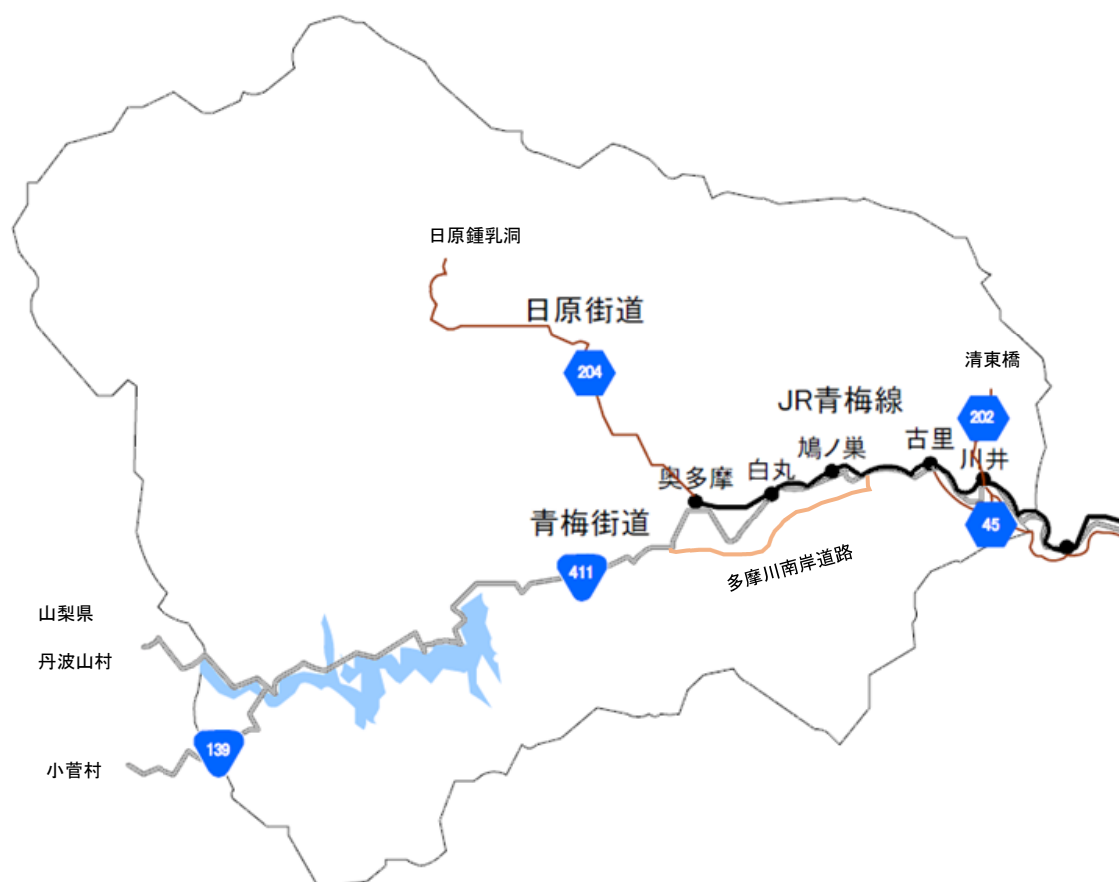 日原鍾乳洞
日原街道
204
清東橋
JR青梅線
202
古里
鳩ノ巣
川井
白丸
奥多摩
青梅街道
45
411
多摩川南岸道路
山梨県
丹波山村
139
小菅村